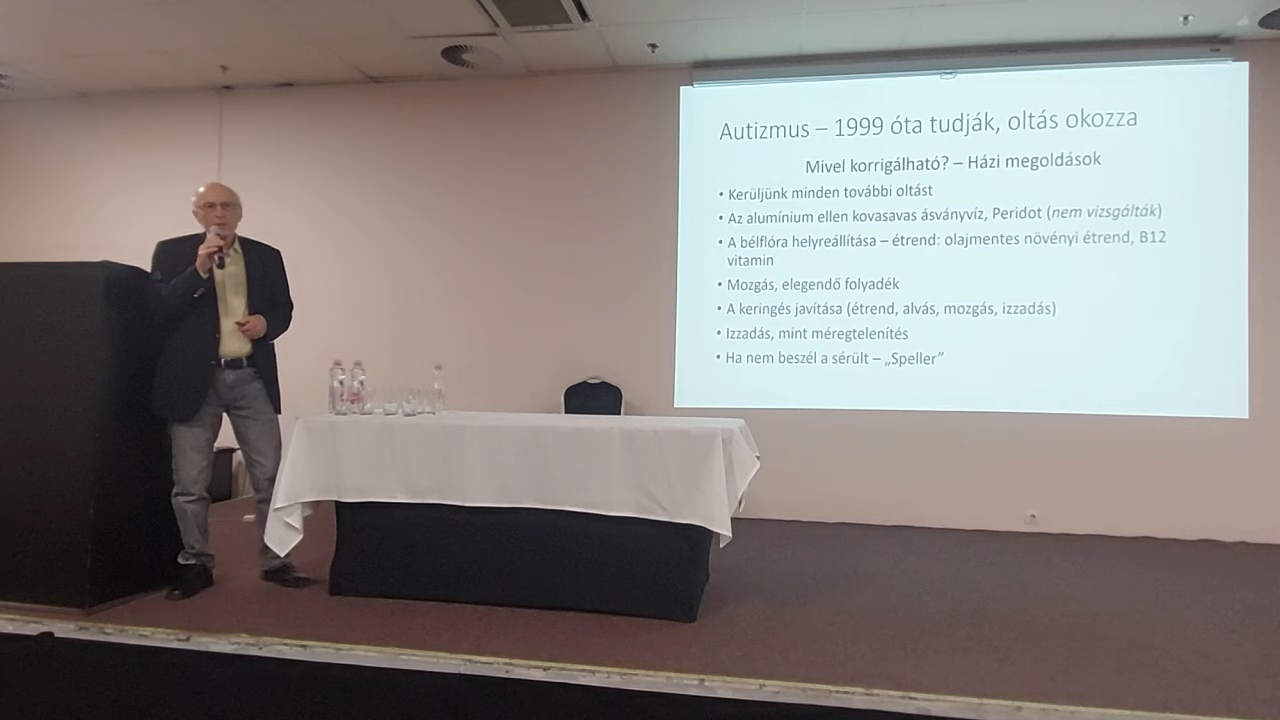 Autizmus – 1999 óta tudják, oltás okozza
Mivel korrigálható? – Házi megoldások
• Kerüljünk minden további oltást
• Az alumínium ellen kovasavas ásványvíz, Peridot (nem vizsgálták)
• A bélflóra helyreállítása – étrend: olajmentes növényi étrend, B12
vitamin
• Mozgás, elegendő folyadék
• A keringés javítása (étrend, alvás, mozgás, izzadás)
• Izzadás, mint méregtelenítés
• Ha nem beszél a sérült – „Speller”